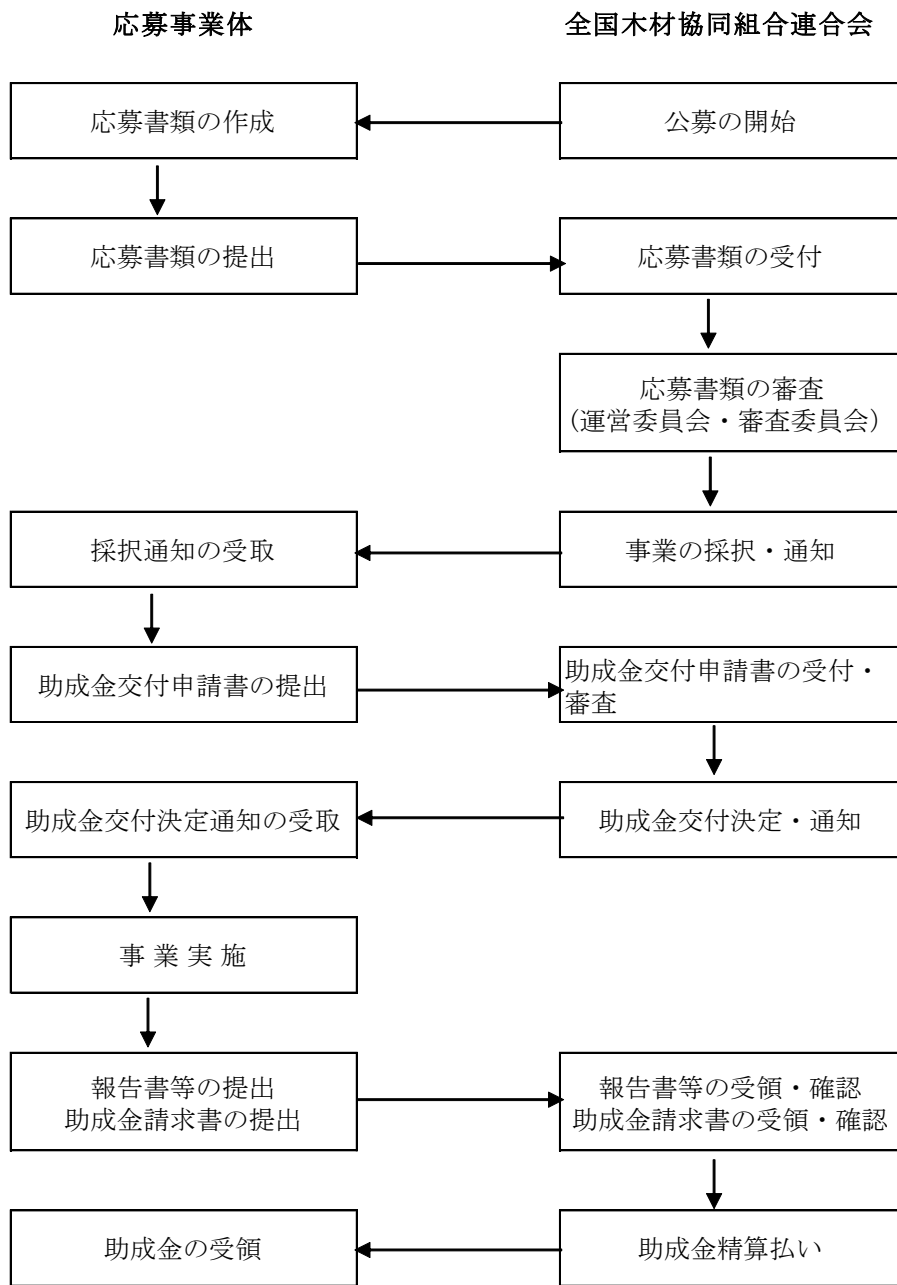 応募事業体
全国木材協同組合連合会
応募書類の作成
公募の開始
応募書類の提出
応募書類の受付
応募書類の審査
(運営委員会・審査委員会)
採択通知の受取
事業の採択・通知
助成金交付申請書の提出
助成金交付申請書の受付・
審査
助成金交付決定通知の受取
助成金交付決定・通知
事 業 実 施
報告書等の提出
助成金請求書の提出
報告書等の受領・確認
助成金請求書の受領・確認
助成金の受領
助成金精算払い